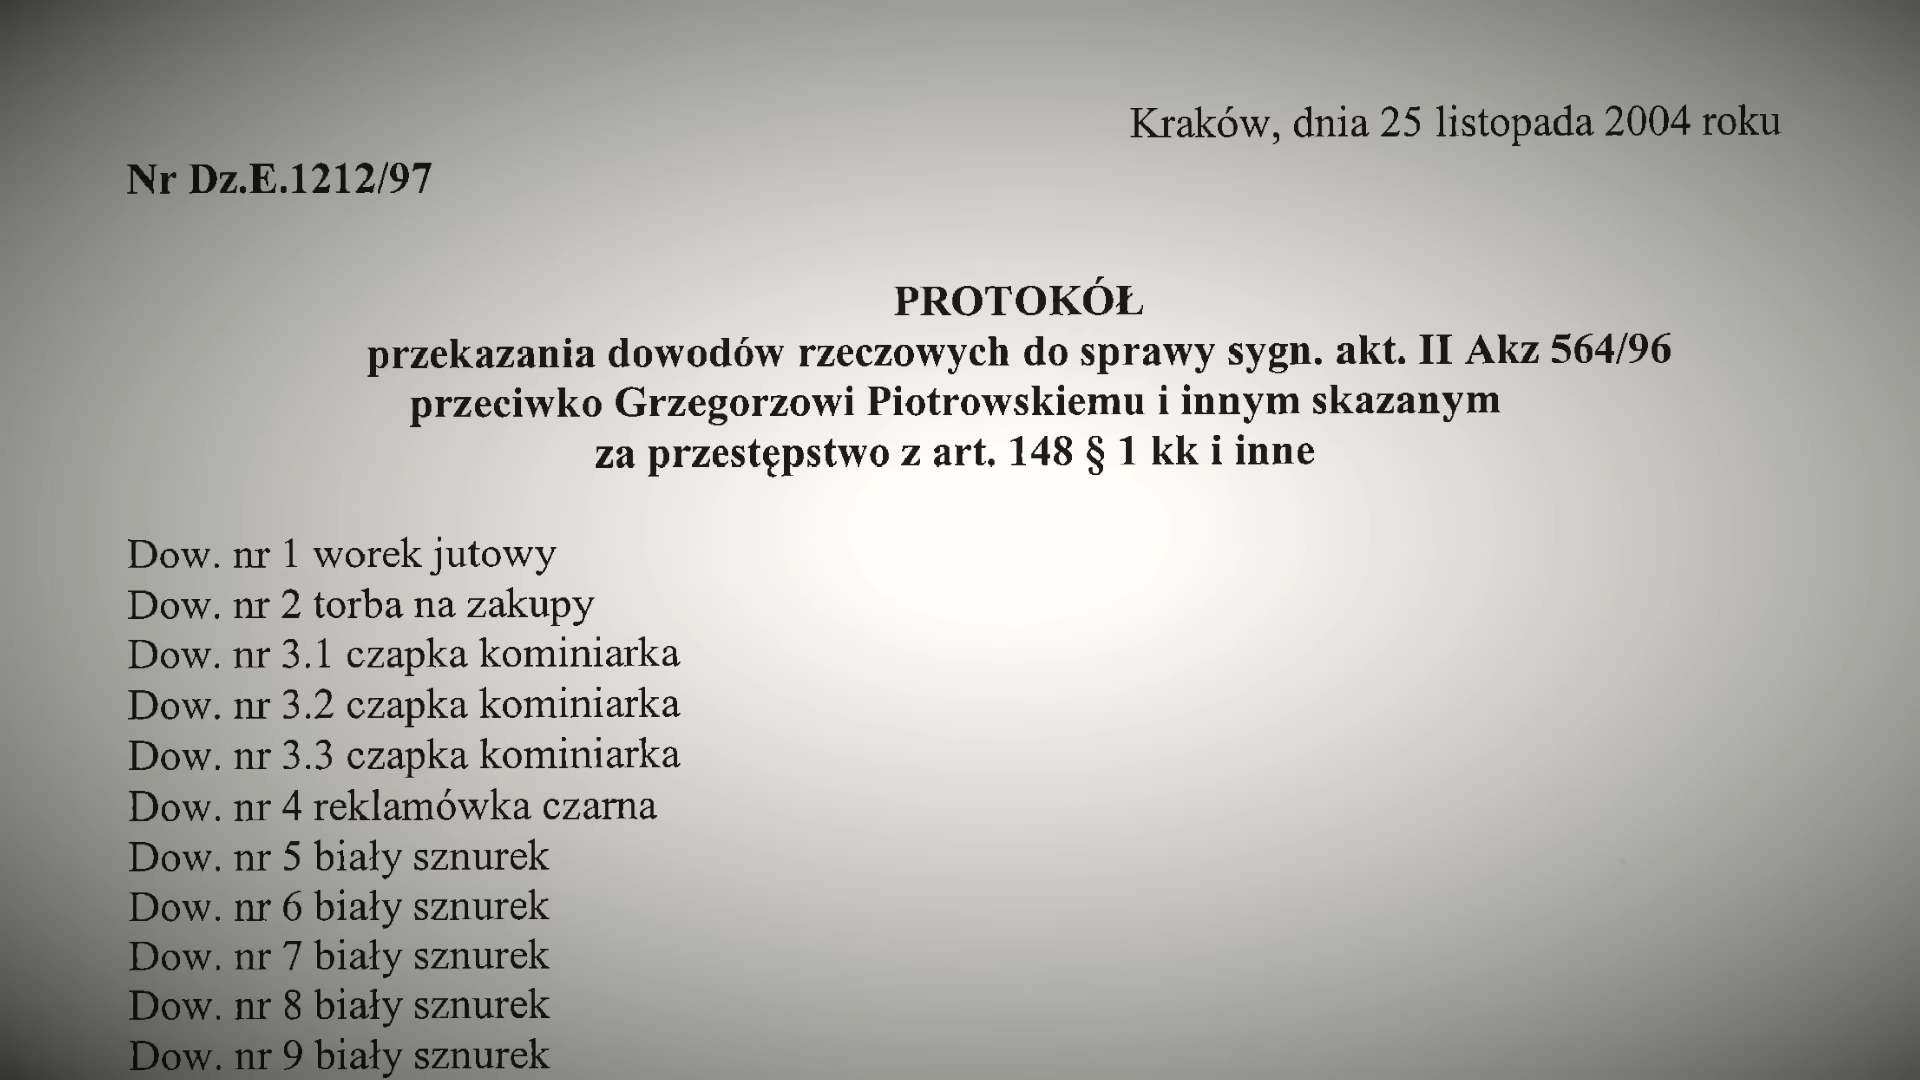 Kraków, dnia 25 listopada 2004 roku
Nr Dz.E.1212/97
PROTOKÓŁ
przekazania dowodów rzeczowych do sprawy sygn. akt. II Akz 564/96
przeciwko Grzegorzowi Piotrowskiemu i innym skazanym
za przestępstwo z art. 148 § 1 kk i inne
Dow. nr 1 worek jutowy
Dow. nr 2 torba na zakupy
Dow. nr 3.1 czapka kominiarka
Dow. nr 3.2 czapka kominiarka
Dow. nr 3.3 czapka kominiarka
Dow. nr 4 reklamówka czarna
Dow. nr 5 biały sznurek
Dow. nr 6 biały sznurek
Dow. nr 7 biały sznurek
Dow. nr 8 biały sznurek
Dow. nr 9 biały sznurek